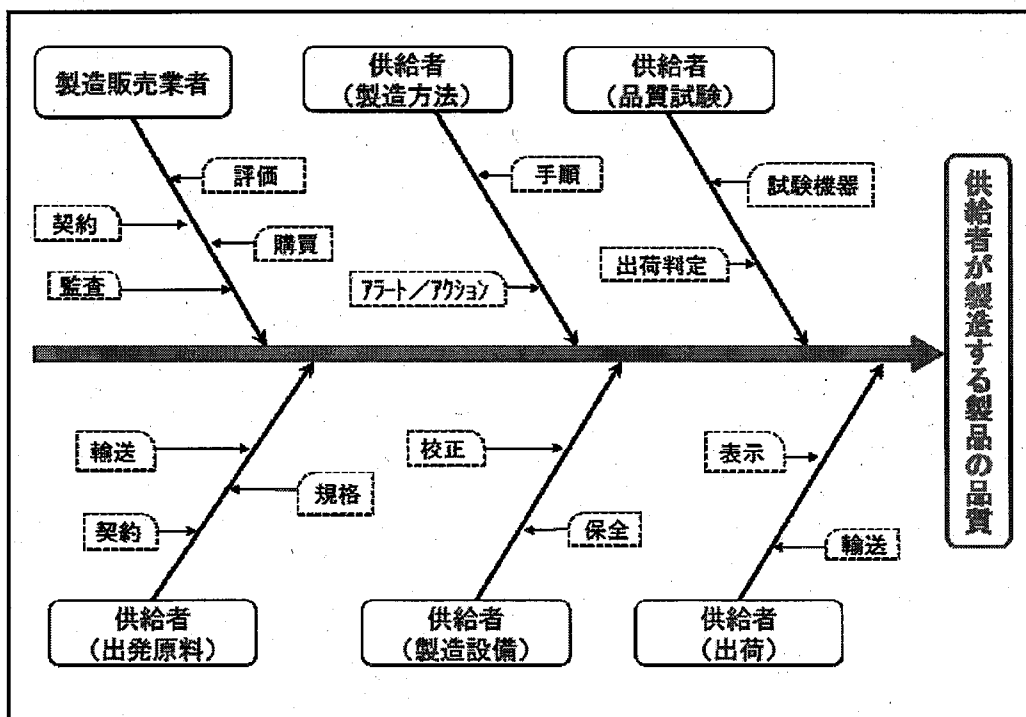 製造販売業者
供給者
（製造方法）
供給者
（品質試験）
評価
契約
購買
監査
手順
アラート／アクション
試験機器
出荷判定
供給者が製造する製品の品質
輸送
規格
契約
校正
保全
表示
輸送
供給者
（出発原料）
供給者
（製造設備）
供給者
（出荷）